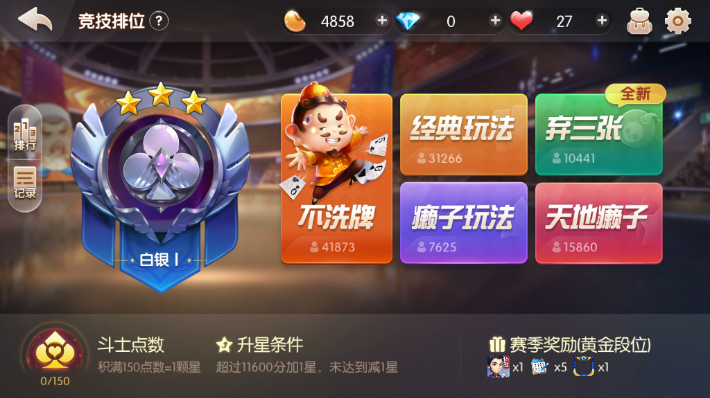 竞技排位 ?
4858 +
0 +
27 +
排行
记录
白银 I
不洗牌
41873
经典玩法
31266
全新
弃三张
10441
癞子玩法
7625
天地癞子
15860
0/150
斗士点数
积满150点数=1颗星
升星条件
超过11600分加1星，未达到减1星
赛季奖励(黄金段位)
x1
x5
x1